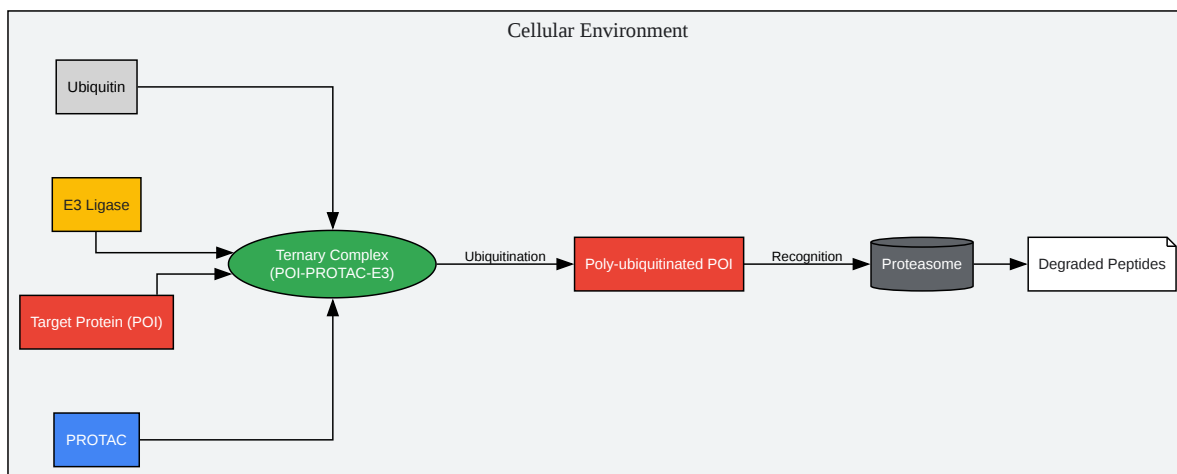 Cellular Environment
Ubiquitin
E3 Ligase
Target Protein (POI)
PROTAC
Ternary Complex
(POI-PROTAC-E3)
Ubiquitination
Poly-ubiquitinated POI
Recognition
Proteasome
Degraded Peptides